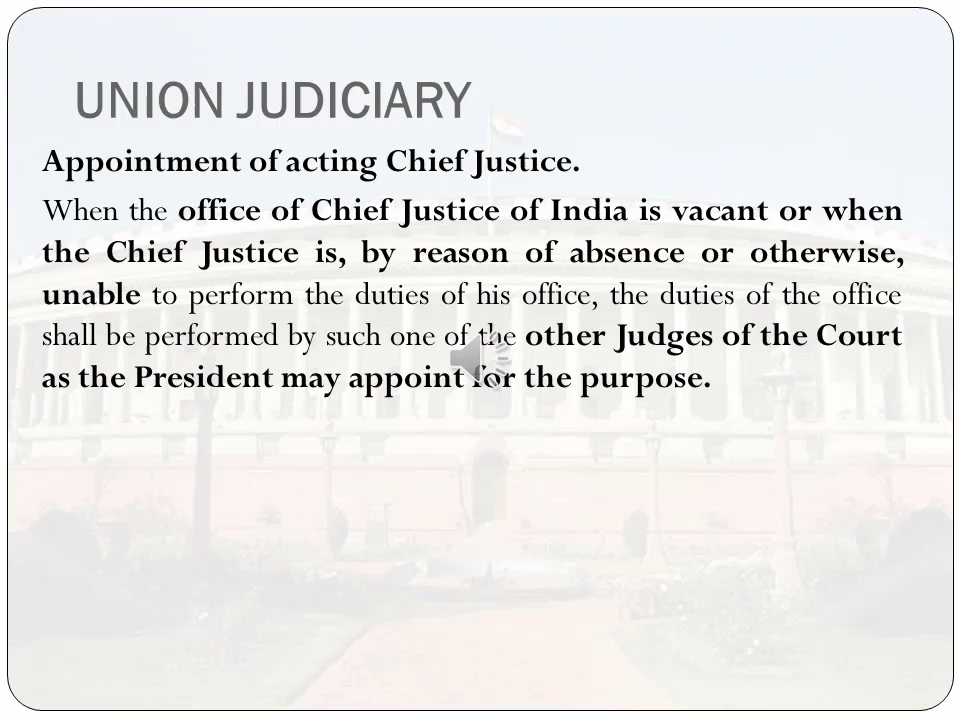 UNION JUDICIARY
Appointment of acting Chief Justice.
When the office of Chief Justice of India is vacant or when
the Chief Justice is, by reason of absence or otherwise,
unable to perform the duties of his office, the duties of the office
shall be performed by such one of the other Judges of the Court
as the President may appoint for the purpose.